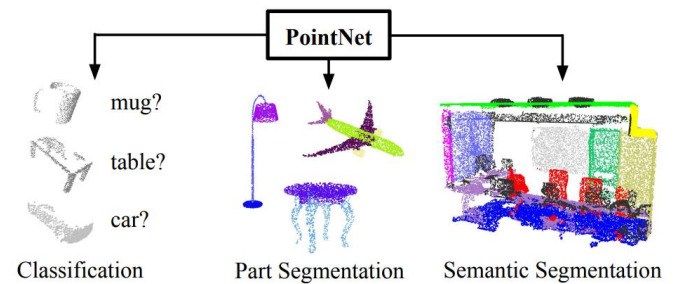 PointNet
mug?
table?
car?
Classification
Part Segmentation
Semantic Segmentation